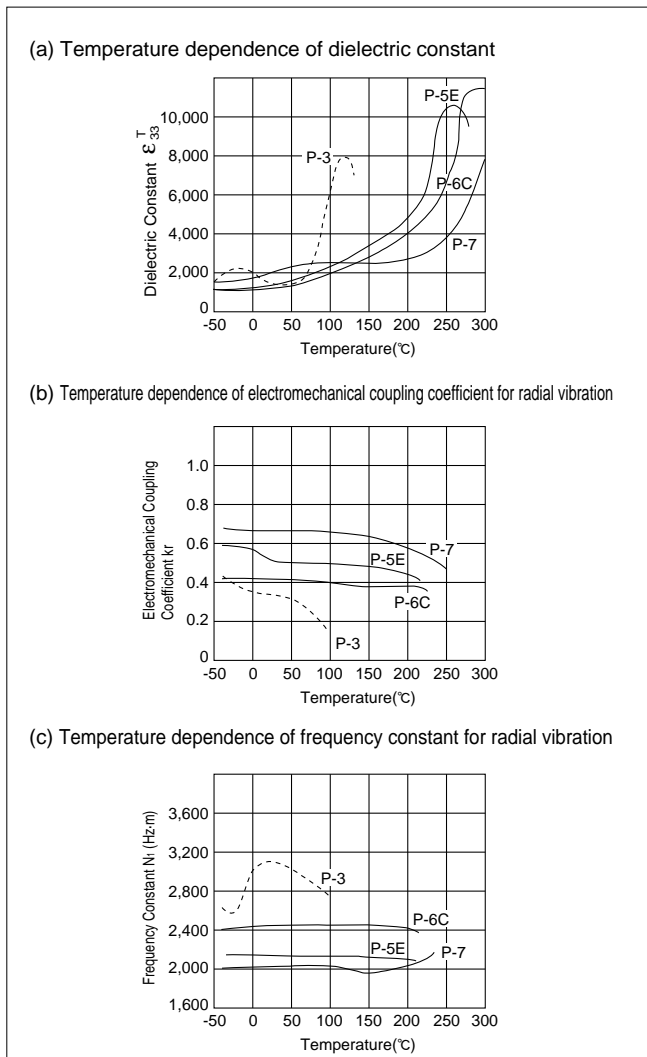 (a) Temperature dependence of dielectric constant
Dielectric Constant ε33T
10,000
8,000
6,000
4,000
2,000
0
P-5E
P-3
P-6C
P-7
-50 0 50 100 150 200 250 300
Temperature(℃)
(b) Temperature dependence of electromechanical coupling coefficient for radial vibration
Electromechanical Coupling
Coefficient kr
1.0
0.8
0.6
0.4
0.2
0
P-7
P-5E
P-6C
P-3
-50 0 50 100 150 200 250 300
Temperature(℃)
(c) Temperature dependence of frequency constant for radial vibration
Frequency Constant N1 (Hz·m)
3,600
3,200
2,800
2,400
2,000
1,600
P-3
P-6C
P-5E
P-7
-50 0 50 100 150 200 250 300
Temperature(℃)